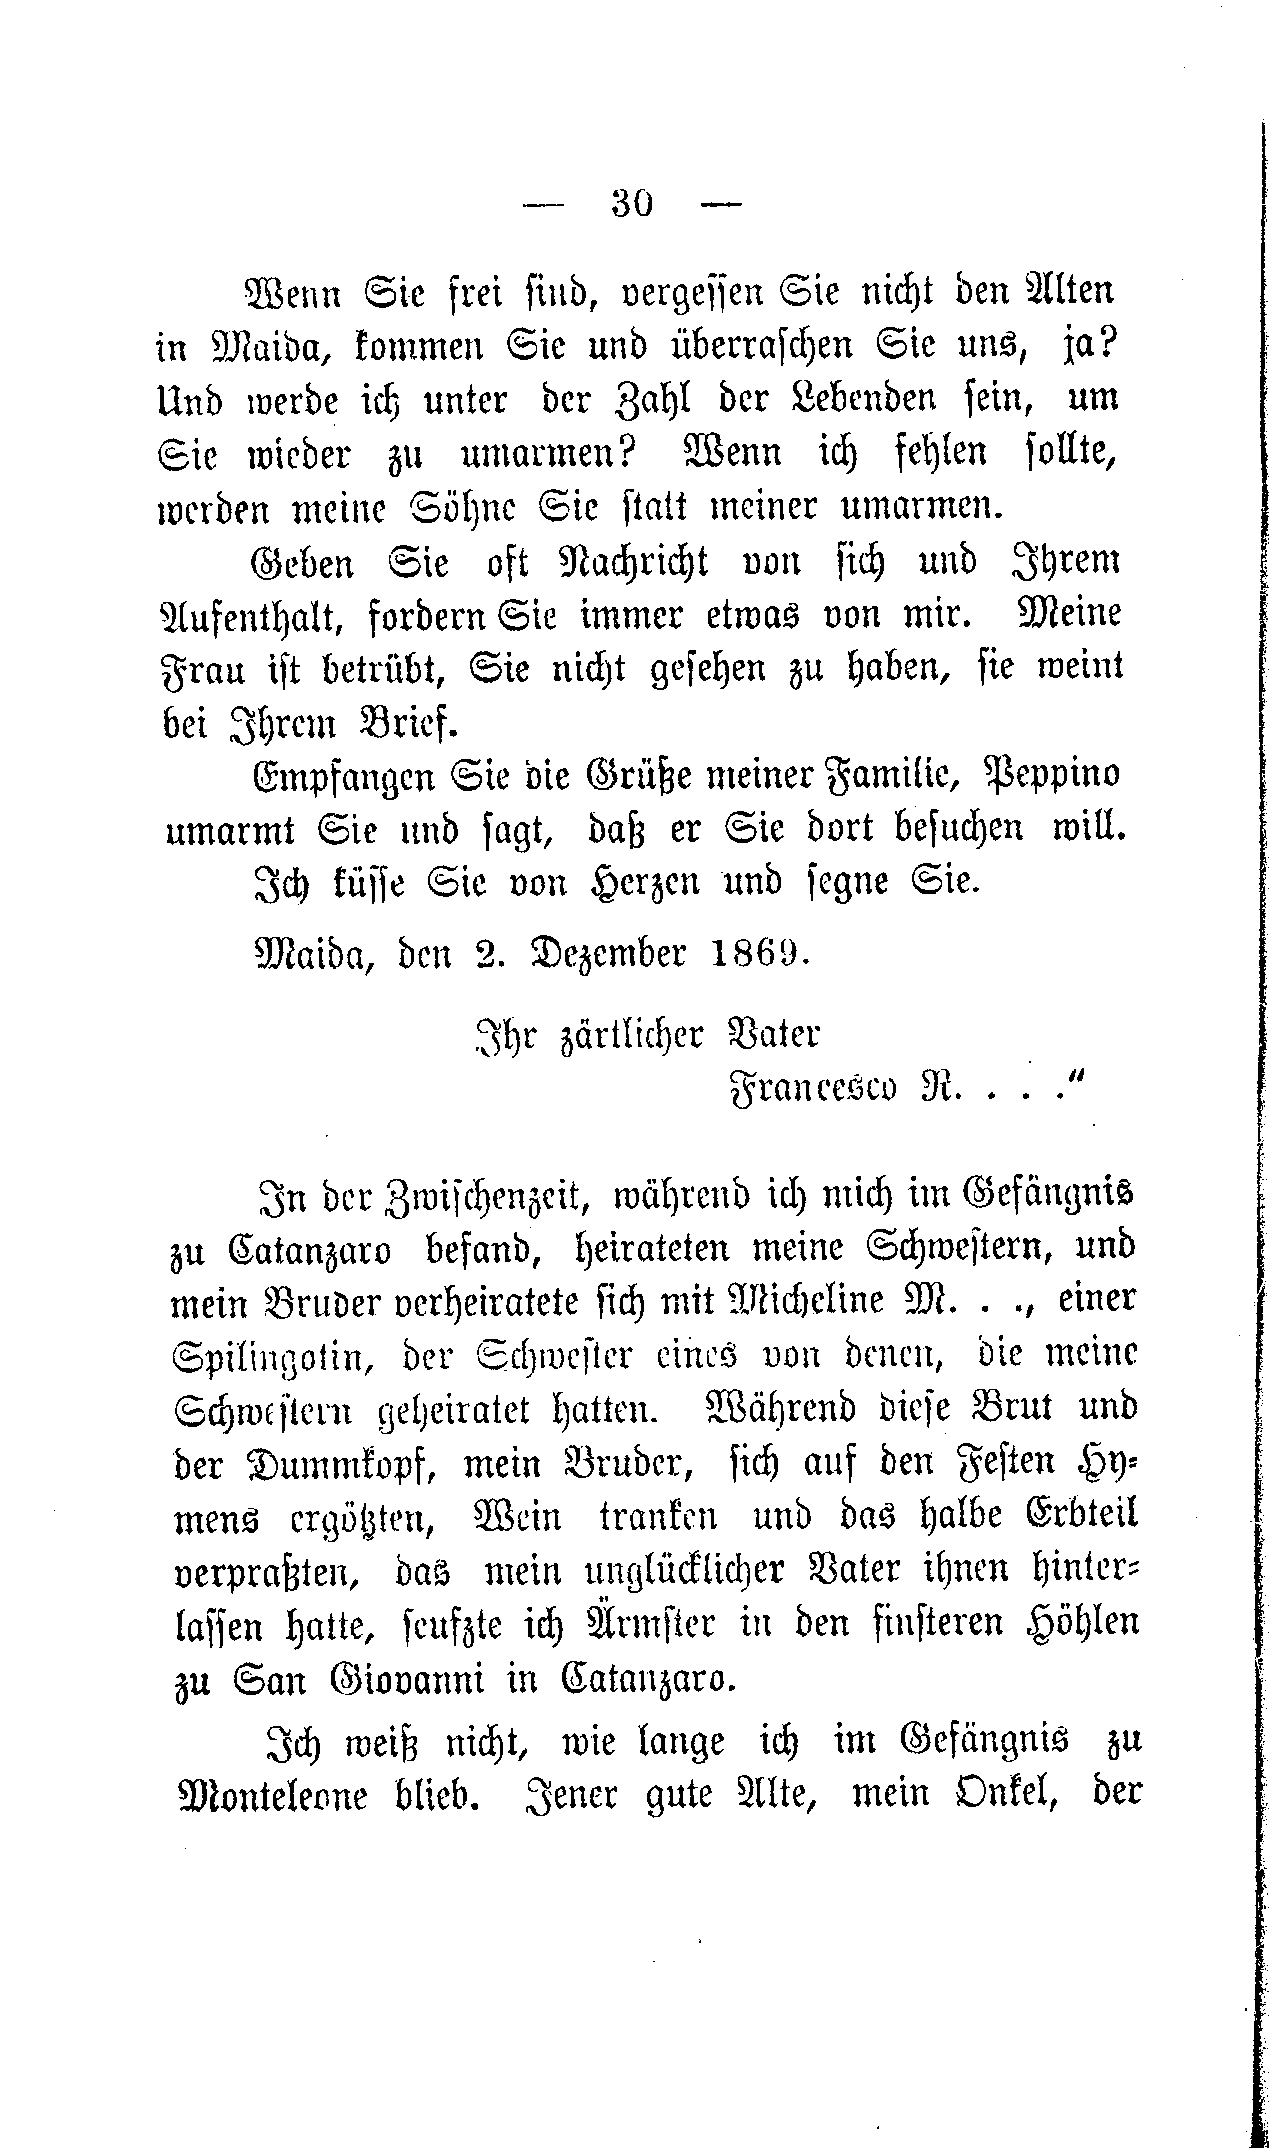 — 30 —
Wenn Sie frei sind, vergessen Sie nicht den Alten
in Maida, kommen Sie und überraschen Sie uns, ja?
Und werde ich unter der Zahl der Lebenden sein, um
Sie wieder zu umarmen? Wenn ich fehlen sollte,
werden meine Söhne Sie statt meiner umarmen.
Geben Sie oft Nachricht von sich und Ihrem
Aufenthalt, fordern Sie immer etwas von mir. Meine
Frau ist betrübt, Sie nicht gesehen zu haben, sie weint
bei Ihrem Brief.
Empfangen Sie die Grüße meiner Familie, Peppino
umarmt Sie und sagt, daß er Sie dort besuchen will.
Ich küsse Sie von Herzen und segne Sie.
Maida, den 2. Dezember 1869.
Ihr zärtlicher Vater
Francesco R. . . .“
In der Zwischenzeit, während ich mich im Gefängnis
zu Catanzaro befand, heirateten meine Schwestern, und
mein Bruder verheiratete sich mit Micheline M. . ., einer
Spilingotin, der Schwester eines von denen, die meine
Schwestern geheiratet hatten. Während diese Brut und
der Dummkopf, mein Bruder, sich auf den Festen Hy-
mens ergötzten, Wein tranken und das halbe Erbteil
verpraßten, das mein unglücklicher Vater ihnen hinter-
lassen hatte, seufzte ich Ärmster in den finsteren Höhlen
zu San Giovanni in Catanzaro.
Ich weiß nicht, wie lange ich im Gefängnis zu
Monteleone blieb. Jener gute Alte, mein Onkel, der